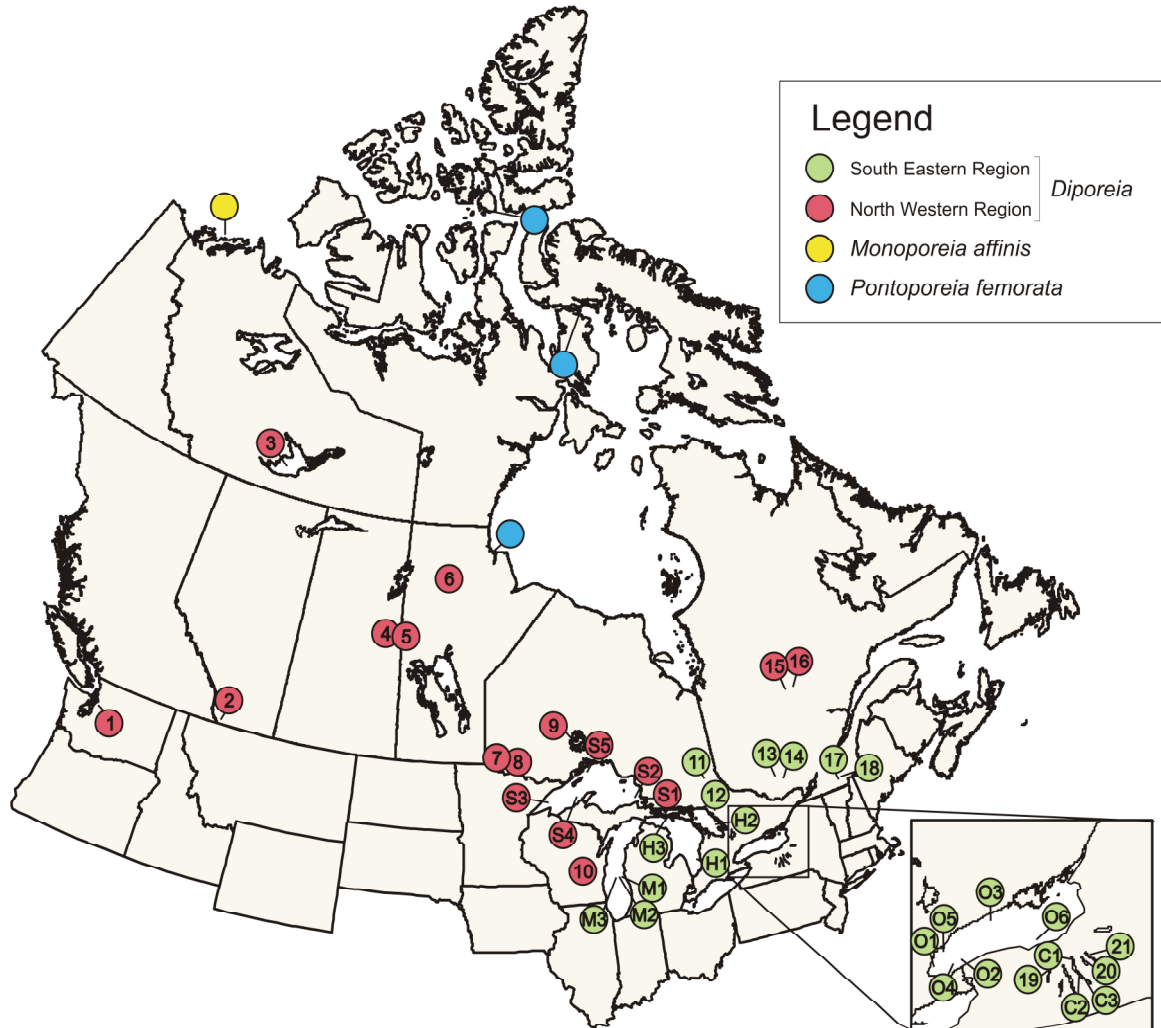 Legend
South Eastern Region
North Western Region
Diporeia
Monoporeia affinis
Pontoporeia femorata
3
6
4 5
2
1
15 16
9
S5
7 8
S2
11
13 14
17
18
S3
S1
12
S4
H2
H3
10
H1
M1
M3
M2
O3
O5
O6
O1
C1
21
O2
19
20
O4
C2
C3